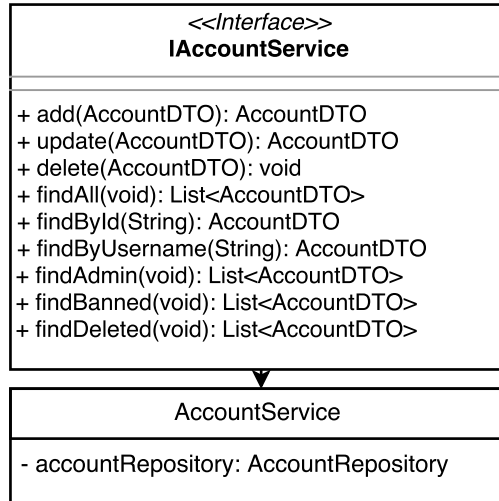 <<Interface>>
IAccountService
+ add(AccountDTO): AccountDTO
+ update(AccountDTO): AccountDTO
+ delete(AccountDTO): void
+ findAll(void): List<AccountDTO>
+ findById(String): AccountDTO
+ findByUsername(String): AccountDTO
+ findAdmin(void): List<AccountDTO>
+ findBanned(void): List<AccountDTO>
+ findDeleted(void): List<AccountDTO>
AccountService
- accountRepository: AccountRepository